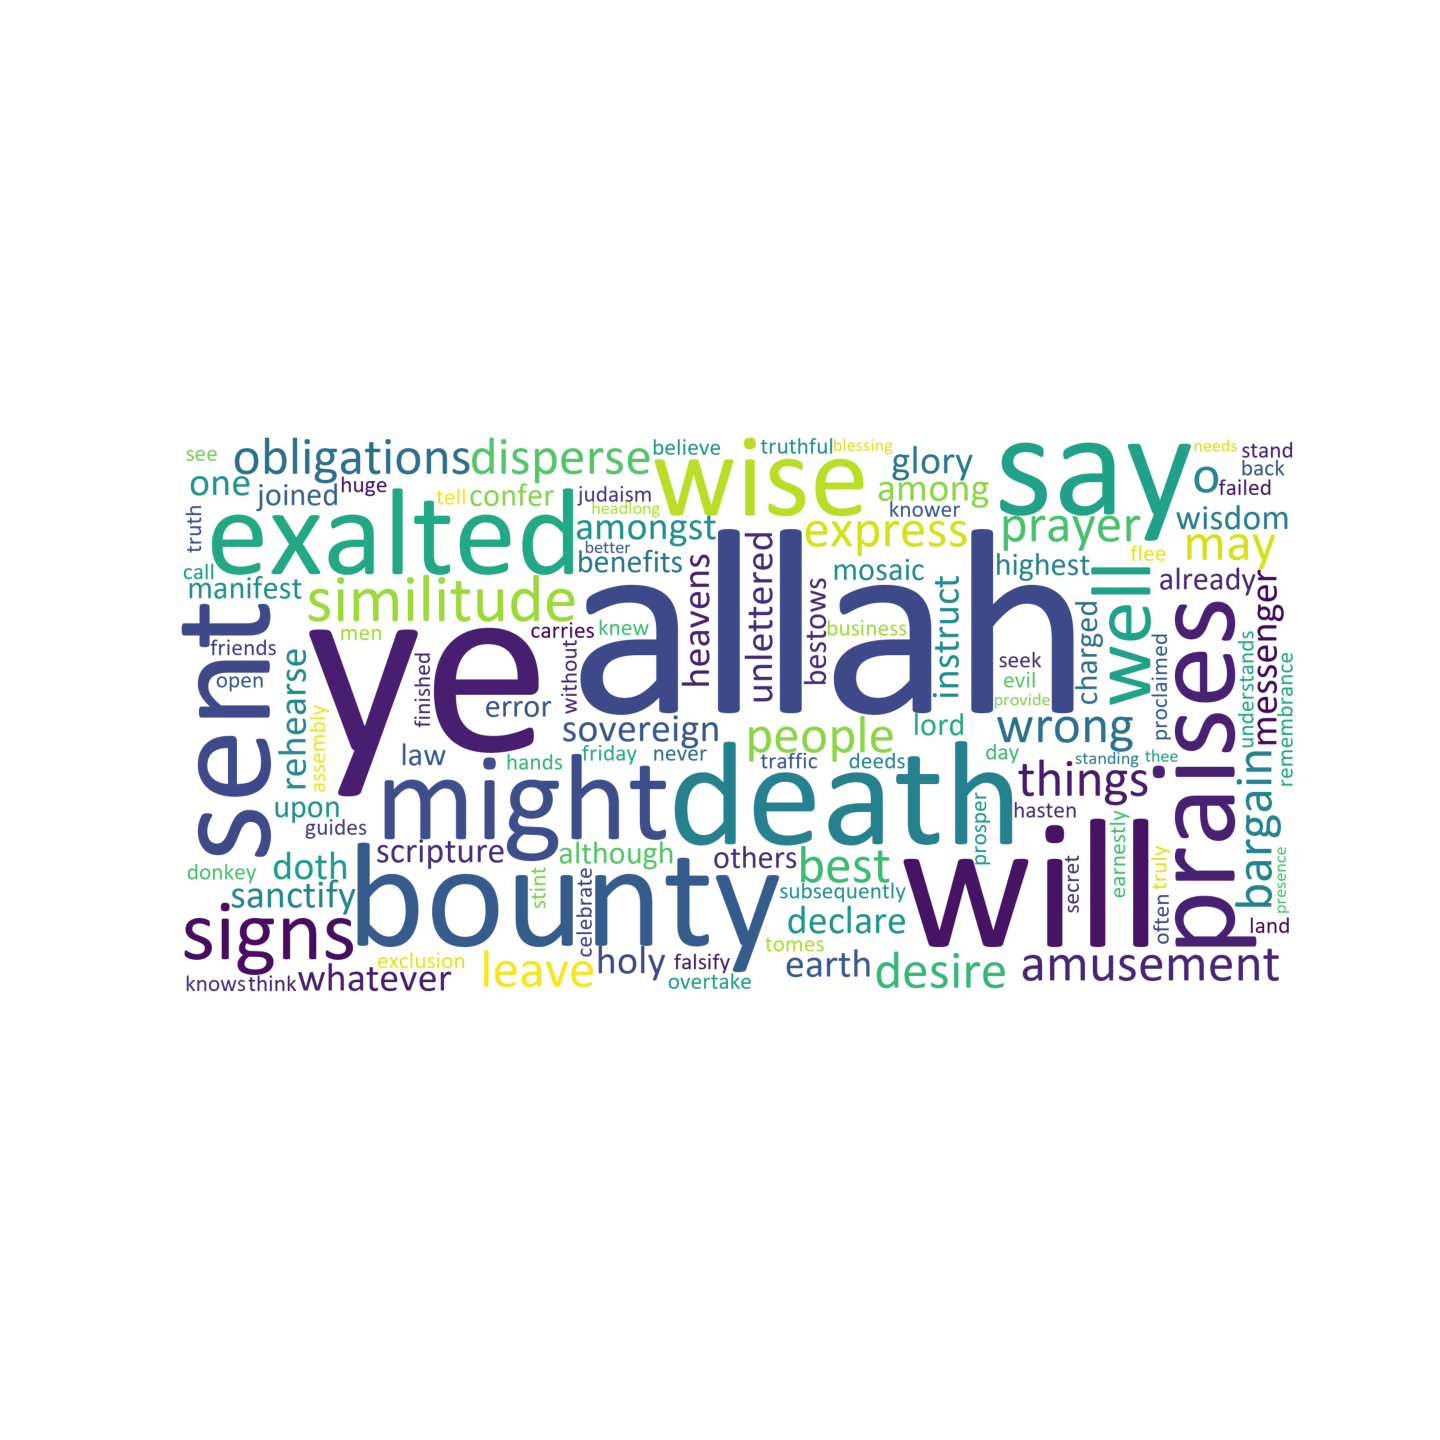 see
obligations
disperse
believe
truthful
blessing
say
needs
stand
one
joined
huge
tell
confer
judaism
wise
glory
among
knower
o
back
failed
exalted
headlong
amongst
express
prayer
wisdom
truth
better
benefits
highest
flee
may
call
manifest
similitude
allah
heavens
unlettered
bestows
mosaic
instruct
charged
well
already
messenger
sent
friends
men
ye
carries
knew
without
business
seek
evil
provide
proclaimed
praises
understands
remembrance
open
rehearse
assembly
finished
error
sovereign
people
lord
wrong
law
hands
friday
never
traffic
deeds
day
standing
thee
upon
guides
might
death
things
hasten
prosper
bargain
donkey
doth
scripture
although
others
best
secret
earnestly
truly
presence
sanctify
bounty
stint
celebrate
subsequently
will
often
land
signs
declare
tomes
exclusion
leave
holy
falsify
overtake
earth
desire
amusement
knows
think
whatever